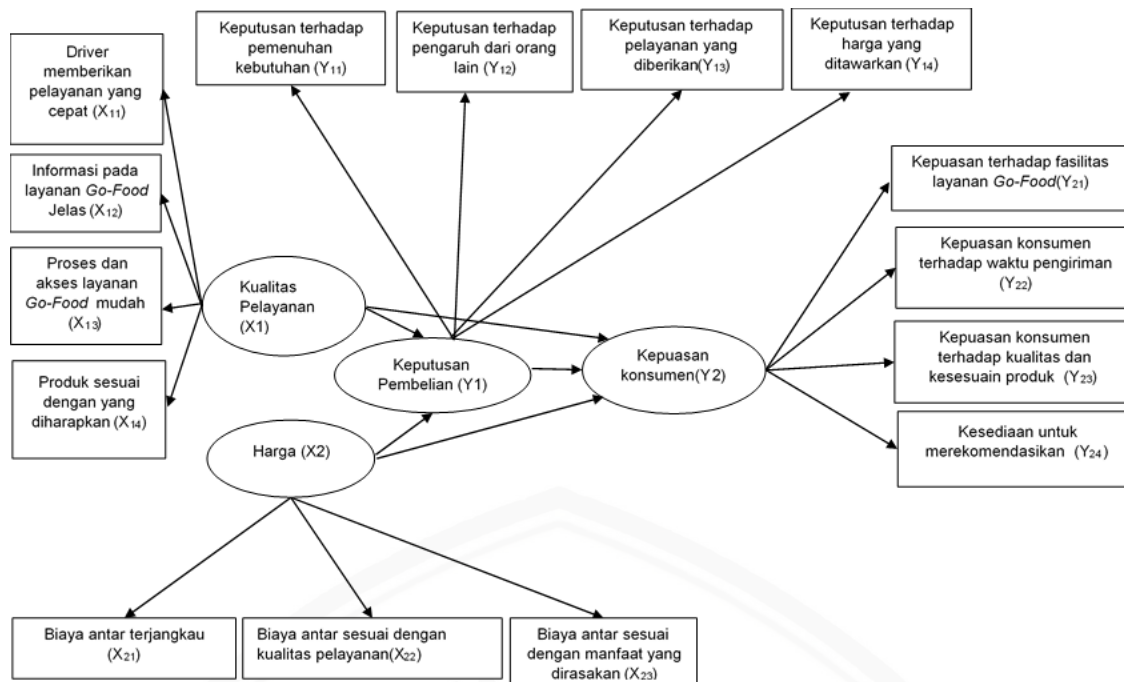 Driver
memberikan
pelayanan yang
cepat (X11)
Keputusan terhadap
pemenuhan
kebutuhan (Y11)
Keputusan terhadap
pengaruh dari orang
lain (Y12)
Keputusan terhadap
pelayanan yang
diberikan(Y13)
Keputusan terhadap
harga yang
ditawarkan (Y14)
Informasi pada
layanan Go-Food
Jelas (X12)
Proses dan
akses layanan
Go-Food mudah
(X13)
Produk sesuai
dengan yang
diharapkan (X14)
Kualitas
Pelayanan
(X1)
Keputusan
Pembelian (Y1)
Kepuasan
konsumen(Y2)
Harga (X2)
Kepuasan terhadap fasilitas
layanan Go-Food(Y21)
Kepuasan konsumen
terhadap waktu pengiriman
(Y22)
Kepuasan konsumen
terhadap kualitas dan
kesesuain produk (Y23)
Kesediaan untuk
merekomendasikan (Y24)
Biaya antar terjangkau
(X21)
Biaya antar sesuai dengan
kualitas pelayanan(X22)
Biaya antar sesuai
dengan manfaat yang
dirasakan (X23)